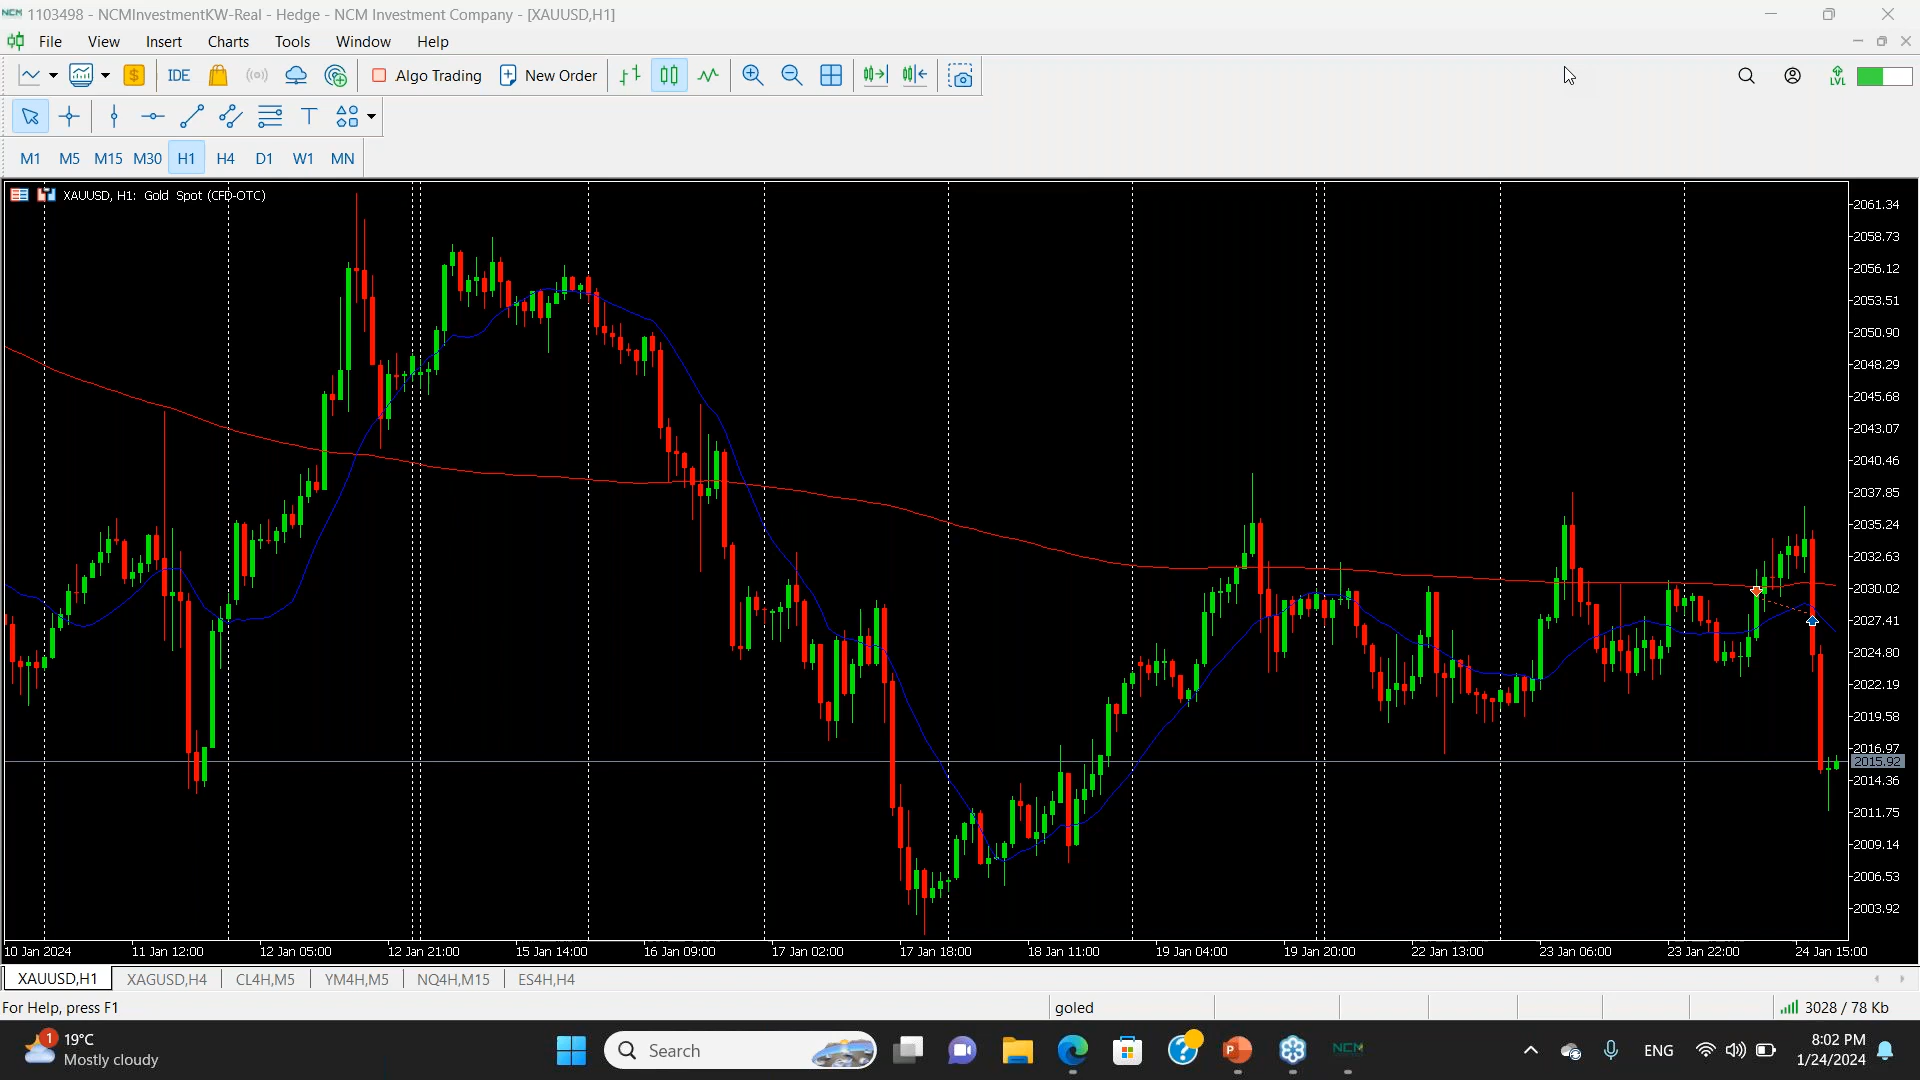 1103498 - NCMInvestmentKW-Real - Hedge - NCM Investment Company - [XAUUSD,H1]
File View Insert Charts Tools Window Help
IDE Algo Trading New Order LVL
T
M1 M5 M15 M30 H1 H4 D1 W1 MN
XAUUSD, H1: Gold Spot (CFD-OTC)
2061.34
2058.73
2056.12
2053.51
2050.90
2048.29
2045.68
2043.07
2040.46
2037.85
2035.24
2032.63
2030.02
2027.41
2024.80
2022.19
2019.58
2016.97
2015.92
2014.36
2011.75
2009.14
2006.53
2003.92
10 Jan 2024 11 Jan 12:00 12 Jan 05:00 12 Jan 21:00 15 Jan 14:00 16 Jan 09:00 17 Jan 02:00 17 Jan 18:00 18 Jan 11:00 19 Jan 04:00 19 Jan 20:00 22 Jan 13:00 23 Jan 06:00 23 Jan 22:00 24 Jan 15:00
XAUUSD,H1 XAGUSD,H4 CL4H,M5 YM4H,M5 NQ4H,M15 ES4H,H4
For Help, press F1 goled 3028 / 78 Kb
1 19°C
Mostly cloudy
Search NCM ENG
8:02 PM
1/24/2024